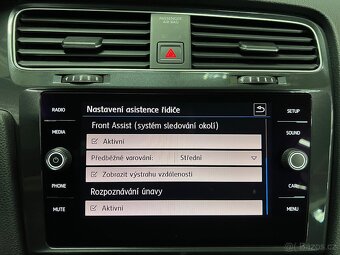 PASSENGER
AIR BAG
RADIO
MEDIA
PHONE
MUTE
Nastavení asistence řidiče
Front Assist (systém sledování okolí)
Aktivní
Předběžné varování: Střední
Zobrazit výstrahu vzdálenosti
Rozpoznávání únavy
Aktivní
SETUP
SOUND
CAR
MENU
Bazoš.cz